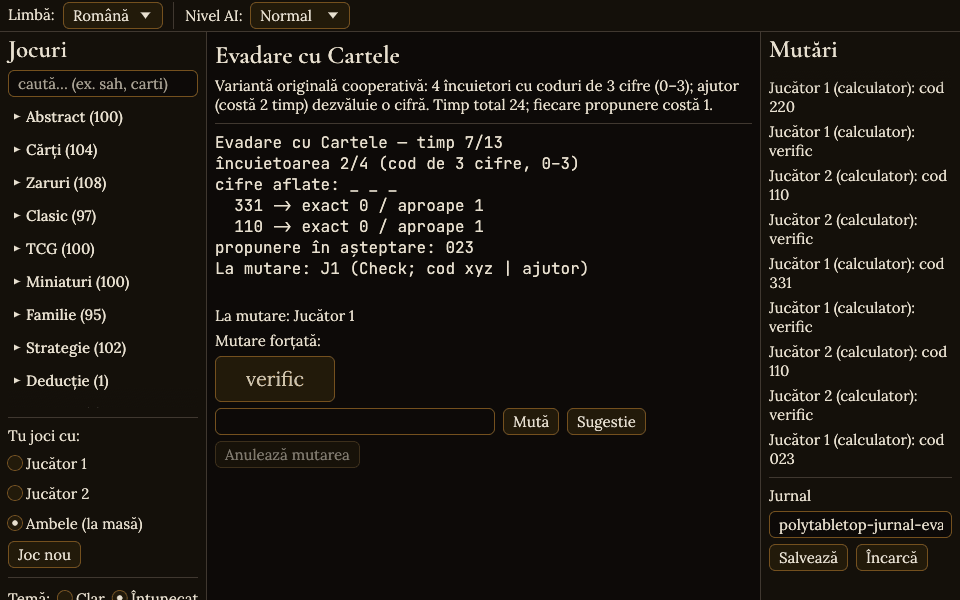 Limbă:
Română
Nivel AI:
Normal
Jocuri
caută... (ex. sah, carti)
Abstract (100)
Cărți (104)
Zaruri (108)
Clasic (97)
TCG (100)
Miniaturi (100)
Familie (95)
Strategie (102)
Deducție (1)
Tu joci cu:
Jucător 1
Jucător 2
Ambele (la masă)
Joc nou
Temă:
Clar
Întunecat
Evadare cu Cartele
Variantă originală cooperativă: 4 încuietori cu coduri de 3 cifre (0–3); ajutor
(costă 2 timp) dezvăluie o cifră. Timp total 24; fiecare propunere costă 1.
Evadare cu Cartele — timp 7/13
încuietoarea 2/4 (cod de 3 cifre, 0-3)
cifre aflate: _ _ _
331 -> exact 0 / aproape 1
110 -> exact 0 / aproape 1
propunere în așteptare: 023
La mutare: J1 (Check; cod xyz | ajutor)
La mutare: Jucător 1
Mutare forțată:
verific
Mută
Sugestie
Anulează mutarea
Mutări
Jucător 1 (calculator): cod
220
Jucător 1 (calculator):
verific
Jucător 2 (calculator): cod
110
Jucător 2 (calculator):
verific
Jucător 1 (calculator): cod
331
Jucător 1 (calculator):
verific
Jucător 2 (calculator): cod
110
Jucător 2 (calculator):
verific
Jucător 1 (calculator): cod
023
Jurnal
polytabletop-jurnal-eva
Salvează
Încarcă